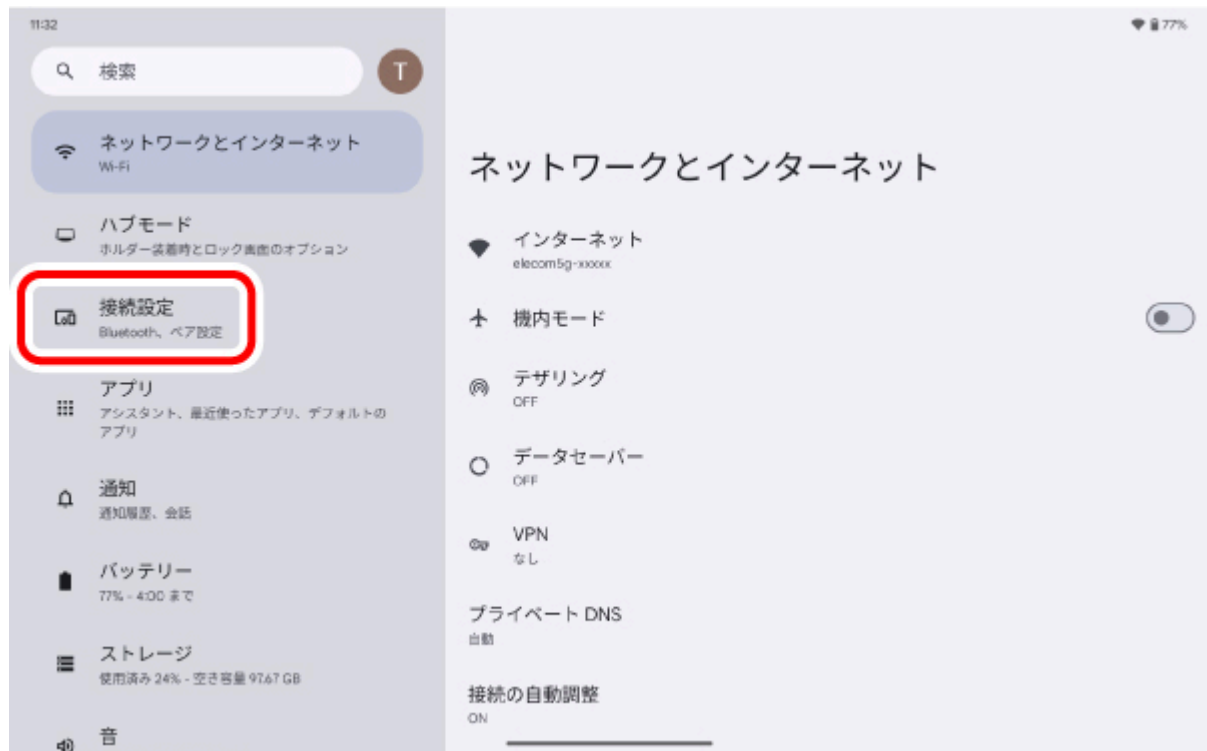 11:32
77%
検索
T
ネットワークとインターネット
Wi-Fi
ハブモード
ホルダー装着時とロック画面のオプション
接続設定
Bluetooth、ペア設定
アプリ
アシスタント、最近使ったアプリ、デフォルトの
アプリ
通知
通知履歴、会話
バッテリー
77% - 4:00 まで
ストレージ
使用済み 24% - 空き容量 97.67 GB
音
ネットワークとインターネット
インターネット
elecom5g-xxxxx
機内モード
テザリング
OFF
データセーバー
OFF
VPN
なし
プライベート DNS
自動
接続の自動調整
ON